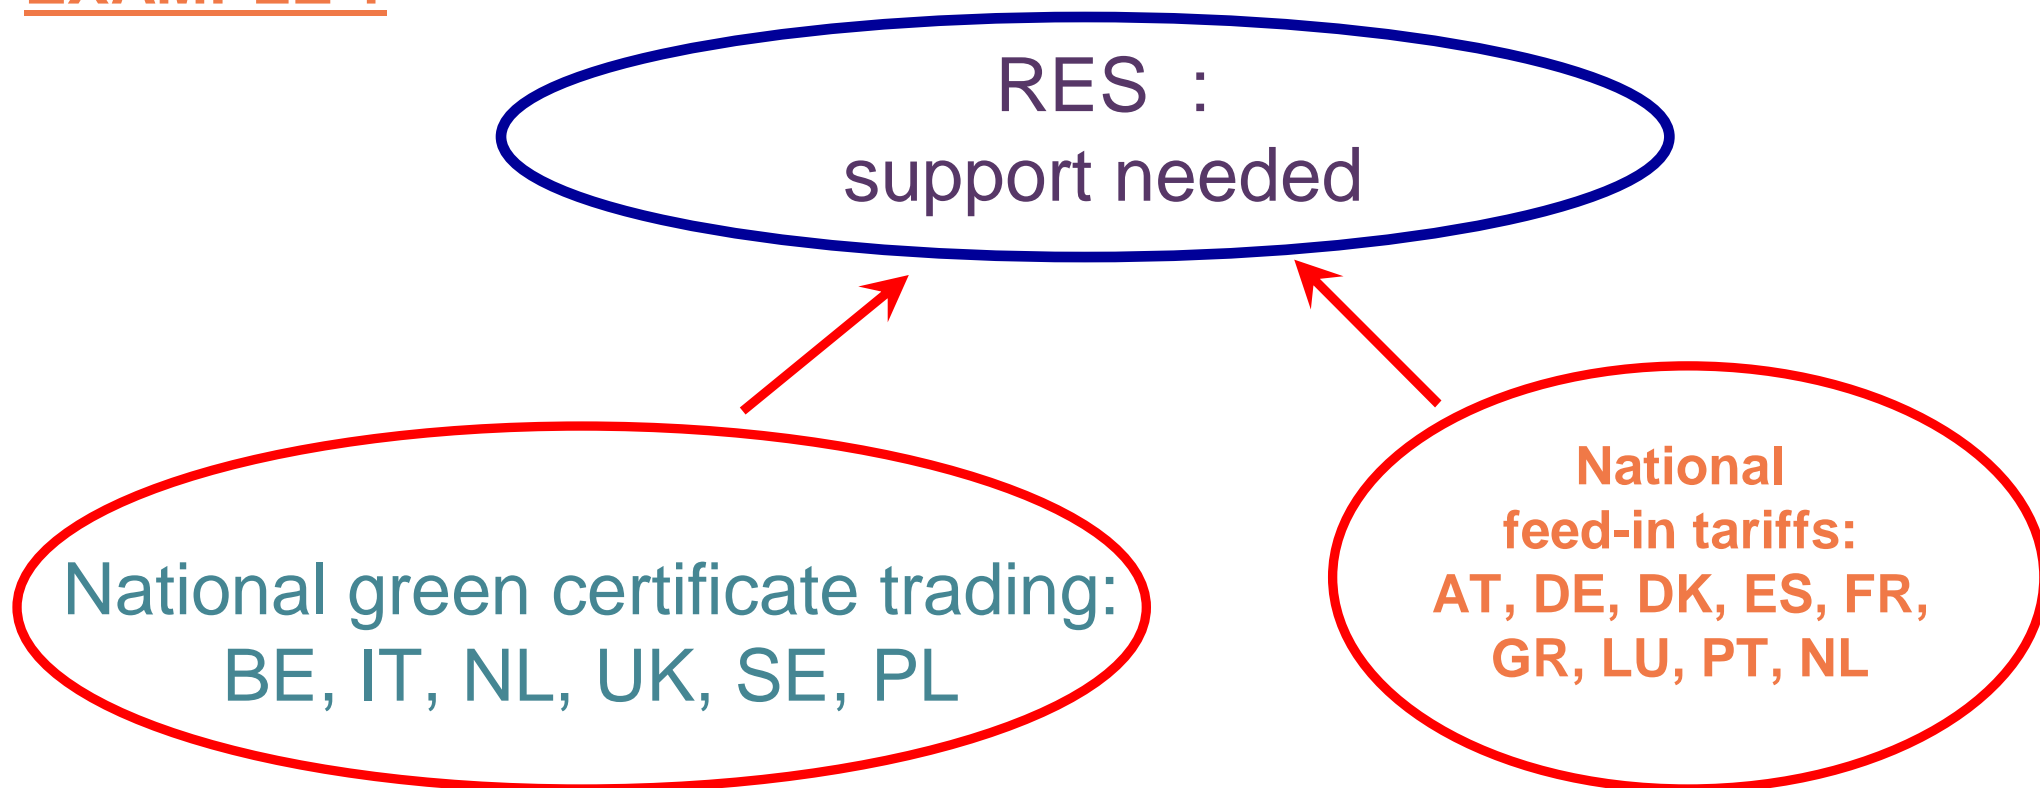 RES :
support needed
National green certificate trading:
BE, IT, NL, UK, SE, PL
National
feed-in tariffs:
AT, DE, DK, ES, FR,
GR, LU, PT, NL